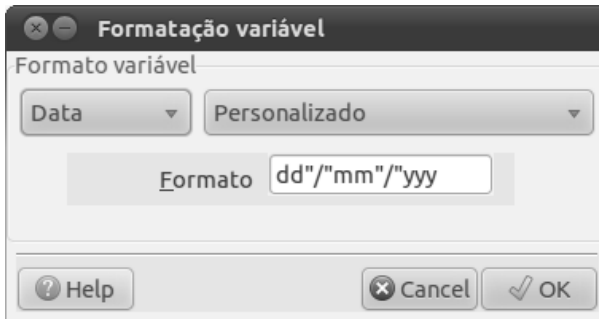 Formatação variável
Formato variável
Data Personalizado
Formato dd"/"mm"/"yyy
Help Cancel OK